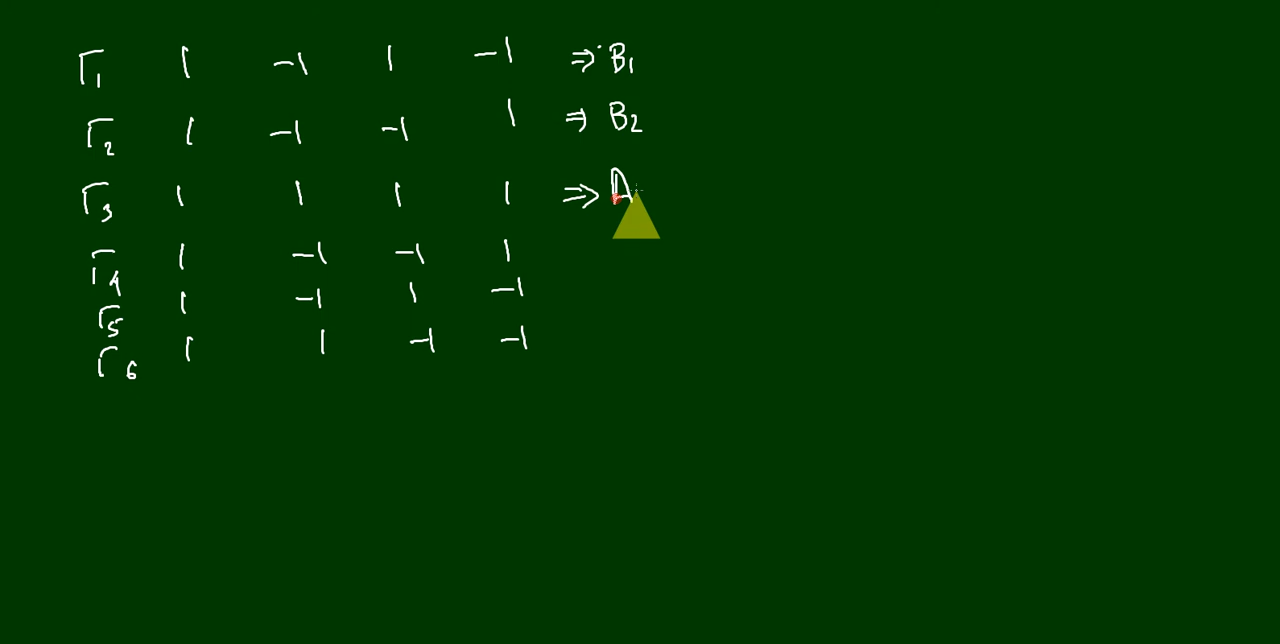 Γ₁ 1 -1 1 -1 ⇒ B₁
Γ₂ 1 -1 -1 1 ⇒ B₂
Γ₃ 1 1 1 1 ⇒ A
Γ₄ 1 -1 -1 1
Γ₅ 1 -1 1 -1
Γ₆ 1 1 -1 -1